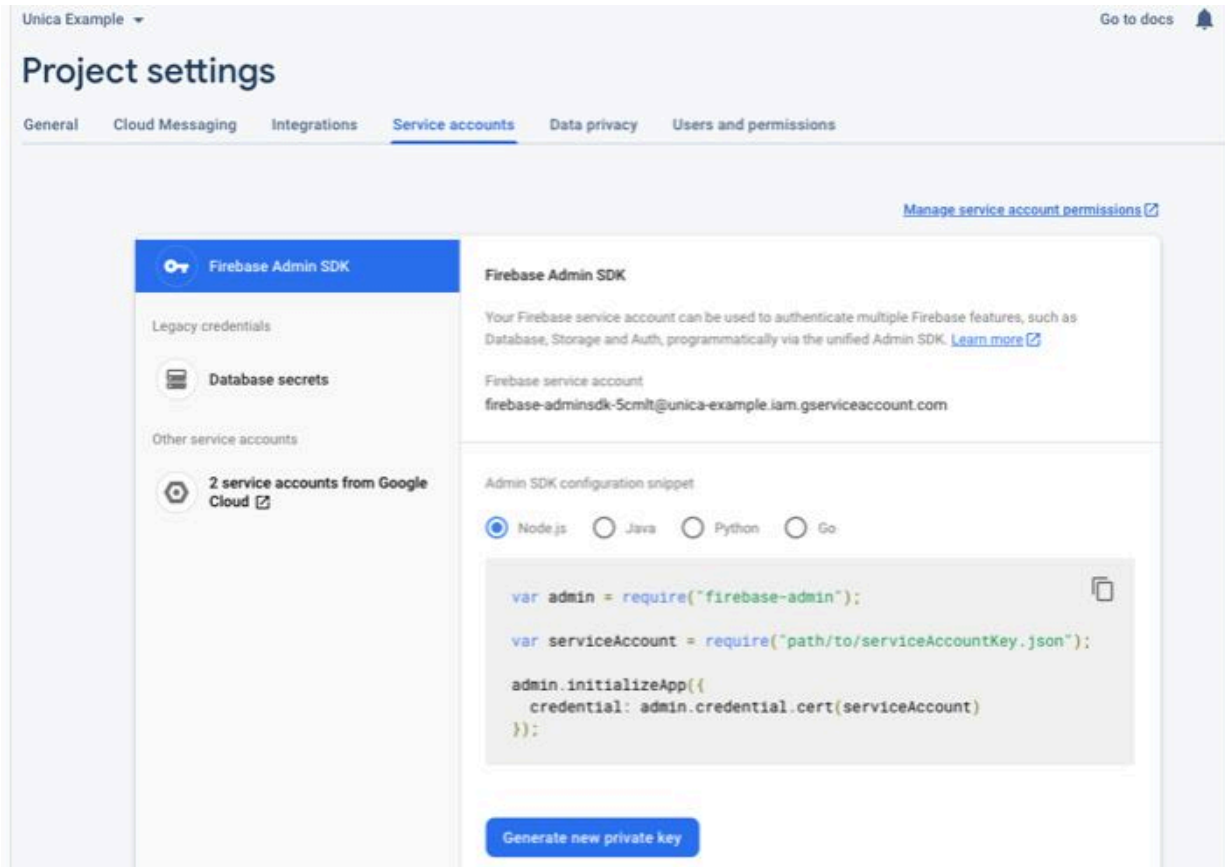 Unica Example
Go to docs
Project settings
General Cloud Messaging Integrations Service accounts Data privacy Users and permissions
Manage service account permissions
Firebase Admin SDK
Legacy credentials
Database secrets
Other service accounts
2 service accounts from Google
Cloud
Firebase Admin SDK
Your Firebase service account can be used to authenticate multiple Firebase features, such as
Database, Storage and Auth, programmatically via the unified Admin SDK. Learn more
Firebase service account
firebase-adminsdk-5cmlt@unica-example.iam.gserviceaccount.com
Admin SDK configuration snippet
Node.js Java Python Go
var admin = require("firebase-admin");
var serviceAccount = require("path/to/serviceAccountKey.json");
admin.initializeApp({
credential: admin.credential.cert(serviceAccount)
});
Generate new private key